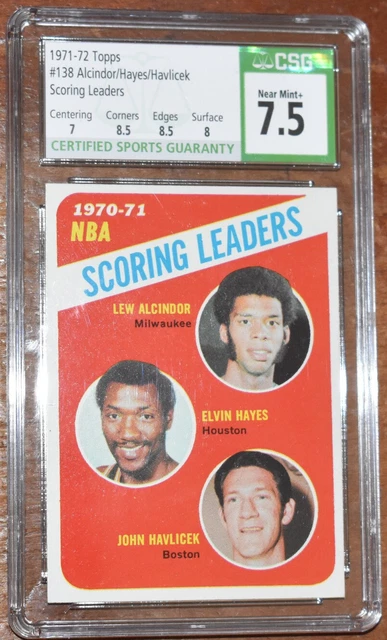 1971-72 Topps
#138 Alcindor/Hayes/Havlicek
Scoring Leaders
Centering Corners Edges Surface
7 8.5 8.5 8
CERTIFIED SPORTS GUARANTY
CSG
Near Mint+
7.5
1970-71
NBA
SCORING LEADERS
LEW ALCINDOR
Milwaukee
ELVIN HAYES
Houston
JOHN HAVLICEK
Boston